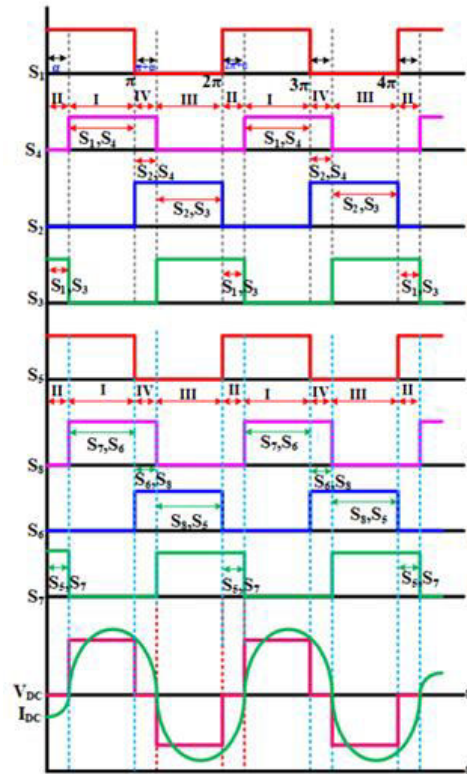 S1
α
π
π+α
2π
2π+α
3π
4π
II I IV III II I IV III II
S4
S1,S4
S1,S4
S2,S4
S2,S4
S2
S2,S3
S2,S3
S3
S1,S3
S1,S3
S1,S3
S5
II I IV III II I IV III II
S8
S7,S6
S7,S6
S6,S8
S6,S8
S6
S8,S5
S8,S5
S7
S5,S7
S5,S7
S5,S7
VDC
IDC